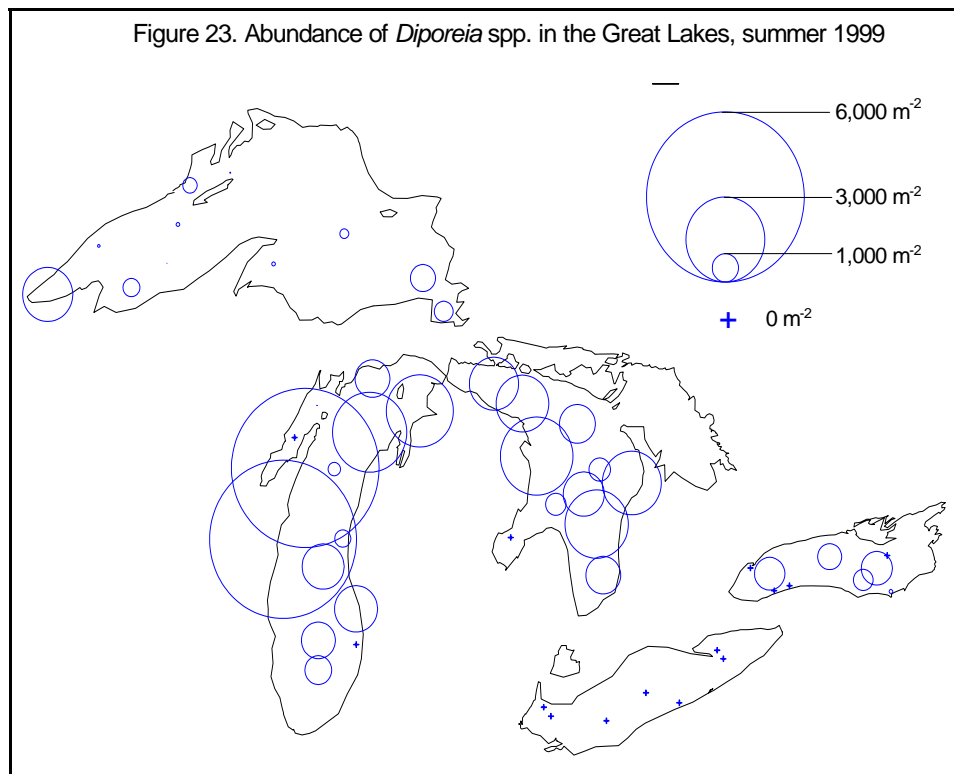 Figure 23. Abundance of Diporeia spp. in the Great Lakes, summer 1999
6,000 m-2
3,000 m-2
1,000 m-2
0 m-2